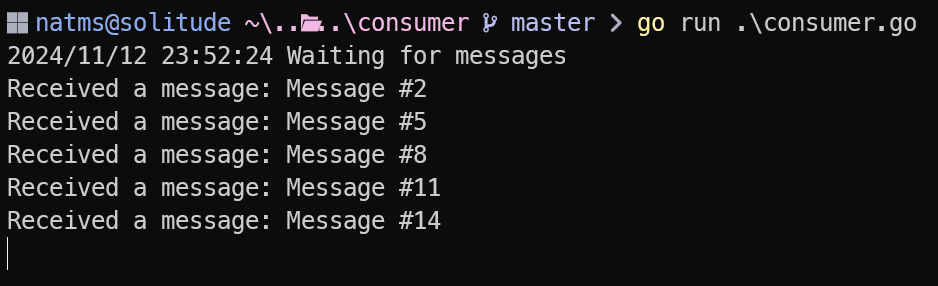 natms@solitude ~\....\consumer master > go run .\consumer.go
2024/11/12 23:52:24 Waiting for messages
Received a message: Message #2
Received a message: Message #5
Received a message: Message #8
Received a message: Message #11
Received a message: Message #14